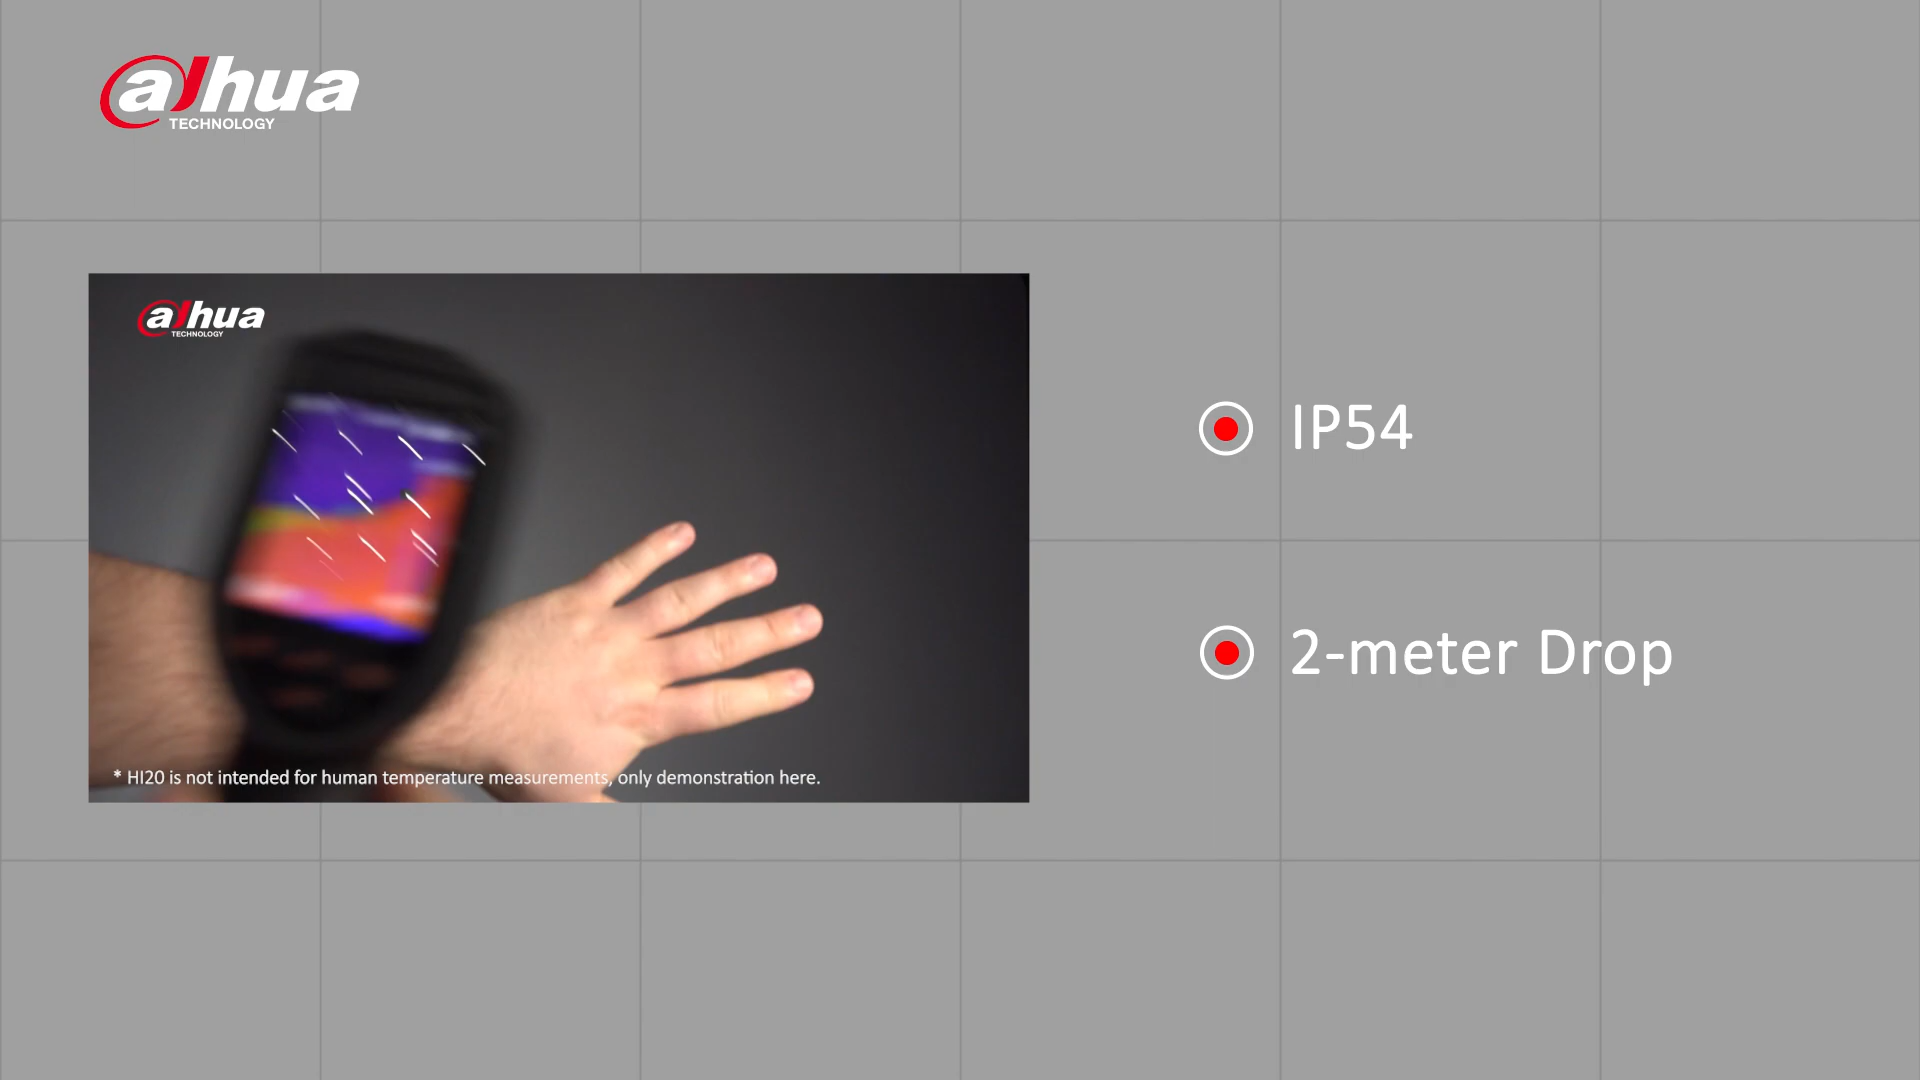 alhua
TECHNOLOGY
alhua
TECHNOLOGY
* HI20 is not intended for human temperature measurements, only demonstration here.
IP54
2-meter Drop